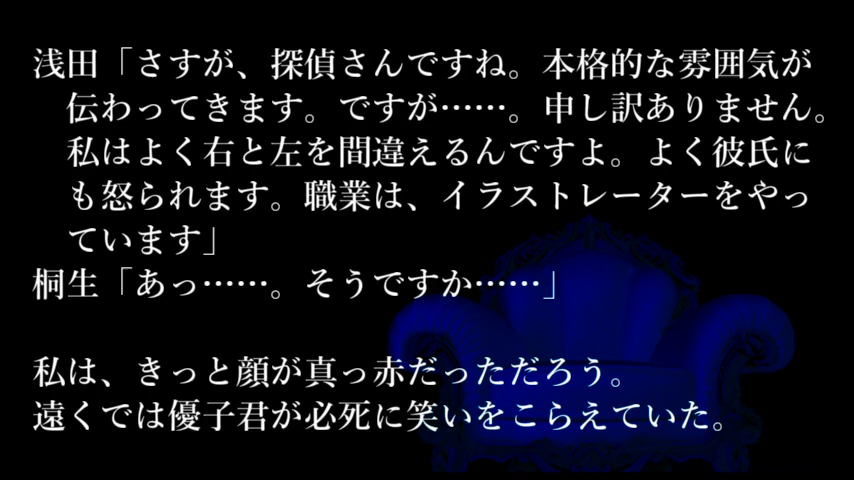 浅田「さすが、探偵さんですね。本格的な雰囲気が
伝わってきます。ですが……。申し訳ありません。
私はよく右と左を間違えるんですよ。よく彼氏に
も怒られます。職業は、イラストレーターをやっ
ています」
桐生「あっ……。そうですか……」
私は、きっと顔が真っ赤だっただろう。
遠くでは優子君が必死に笑いをこらえていた。